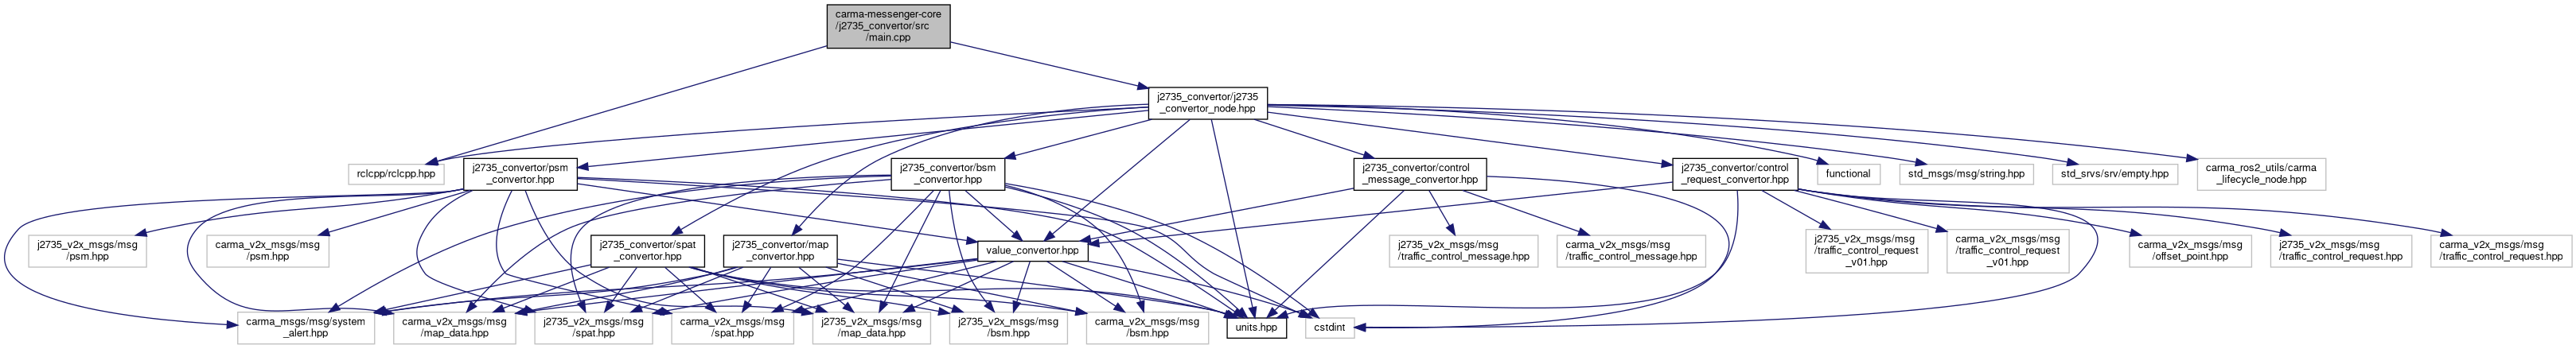 carma-messenger-core
/j2735_convertor/src
/main.cpp
j2735_convertor/j2735
_convertor_node.hpp
rclcpp/rclcpp.hpp
j2735_convertor/psm
_convertor.hpp
j2735_convertor/bsm
_convertor.hpp
j2735_convertor/control
_message_convertor.hpp
j2735_convertor/control
_request_convertor.hpp
functional
std_msgs/msg/string.hpp
std_srvs/srv/empty.hpp
carma_ros2_utils/carma
_lifecycle_node.hpp
j2735_v2x_msgs/msg
/psm.hpp
carma_v2x_msgs/msg
/psm.hpp
j2735_convertor/spat
_convertor.hpp
j2735_convertor/map
_convertor.hpp
value_convertor.hpp
j2735_v2x_msgs/msg
/traffic_control_message.hpp
carma_v2x_msgs/msg
/traffic_control_message.hpp
j2735_v2x_msgs/msg
/traffic_control_request
_v01.hpp
carma_v2x_msgs/msg
/traffic_control_request
_v01.hpp
carma_v2x_msgs/msg
/offset_point.hpp
j2735_v2x_msgs/msg
/traffic_control_request.hpp
carma_v2x_msgs/msg
/traffic_control_request.hpp
carma_msgs/msg/system
_alert.hpp
carma_v2x_msgs/msg
/map_data.hpp
j2735_v2x_msgs/msg
/spat.hpp
carma_v2x_msgs/msg
/spat.hpp
j2735_v2x_msgs/msg
/map_data.hpp
j2735_v2x_msgs/msg
/bsm.hpp
carma_v2x_msgs/msg
/bsm.hpp
units.hpp
cstdint